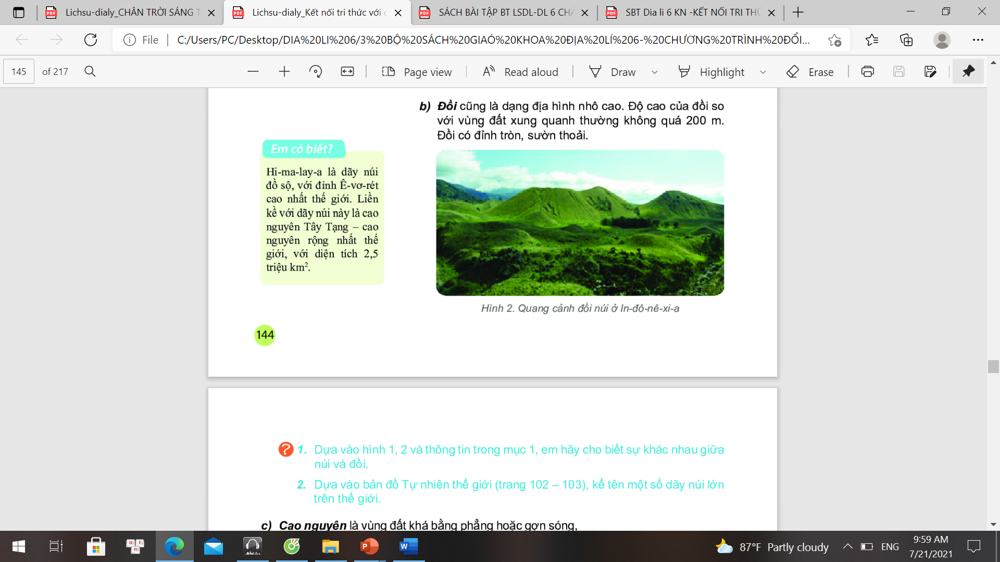 Lichsu-dialy_CHÂN TRỜI SÁNG T
Lichsu-dialy_Kết nối tri thức với c
SÁCH BÀI TẬP BT LSDL-DL 6 CHÂ
SBT Dia li 6 KN -KẾT NỐI TRI THỨ
File
C:/Users/PC/Desktop/DIA%20LI%206/3%20BỘ%20SÁCH%20GIAÓ%20KHOA%20ĐỊA%20LÍ%206-%20CHƯƠNG%20TRÌNH%20ĐỔI...
145 of 217
Page view
Read aloud
Draw
Highlight
Erase
b) Đồi cũng là dạng địa hình nhô cao. Độ cao của đồi so
với vùng đất xung quanh thường không quá 200 m.
Đồi có đỉnh tròn, sườn thoải.
Em có biết?
Hi-ma-lay-a là dãy núi
đồ sộ, với đỉnh Ê-vơ-rét
cao nhất thế giới. Liền
kề với dãy núi này là cao
nguyên Tây Tạng – cao
nguyên rộng nhất thế
giới, với diện tích 2,5
triệu km².
Hình 2. Quang cảnh đồi núi ở In-đô-nê-xi-a
144
? 1. Dựa vào hình 1, 2 và thông tin trong mục 1, em hãy cho biết sự khác nhau giữa
núi và đồi.
2. Dựa vào bản đồ Tự nhiên thế giới (trang 102 – 103), kể tên một số dãy núi lớn
trên thế giới.
c) Cao nguyên là vùng đất khá bằng phẳng hoặc gợn sóng,
87°F Partly cloudy
ENG
9:59 AM
7/21/2021